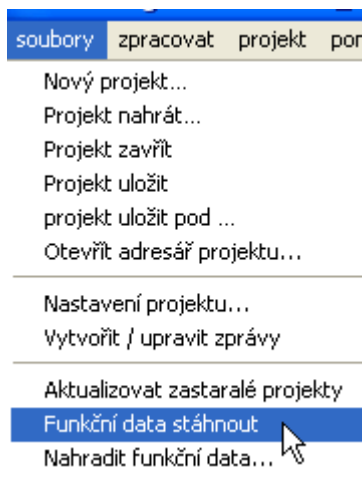 soubory zpracovat projekt
Nový projekt...
Projekt nahrát...
Projekt zavřít
Projekt uložit
projekt uložit pod ...
Otevřít adresář projektu...
Nastavení projektu...
Vytvořit / upravit zprávy
Aktualizovat zastaralé projekty
Funkční data stáhnout
Nahradit funkční data...